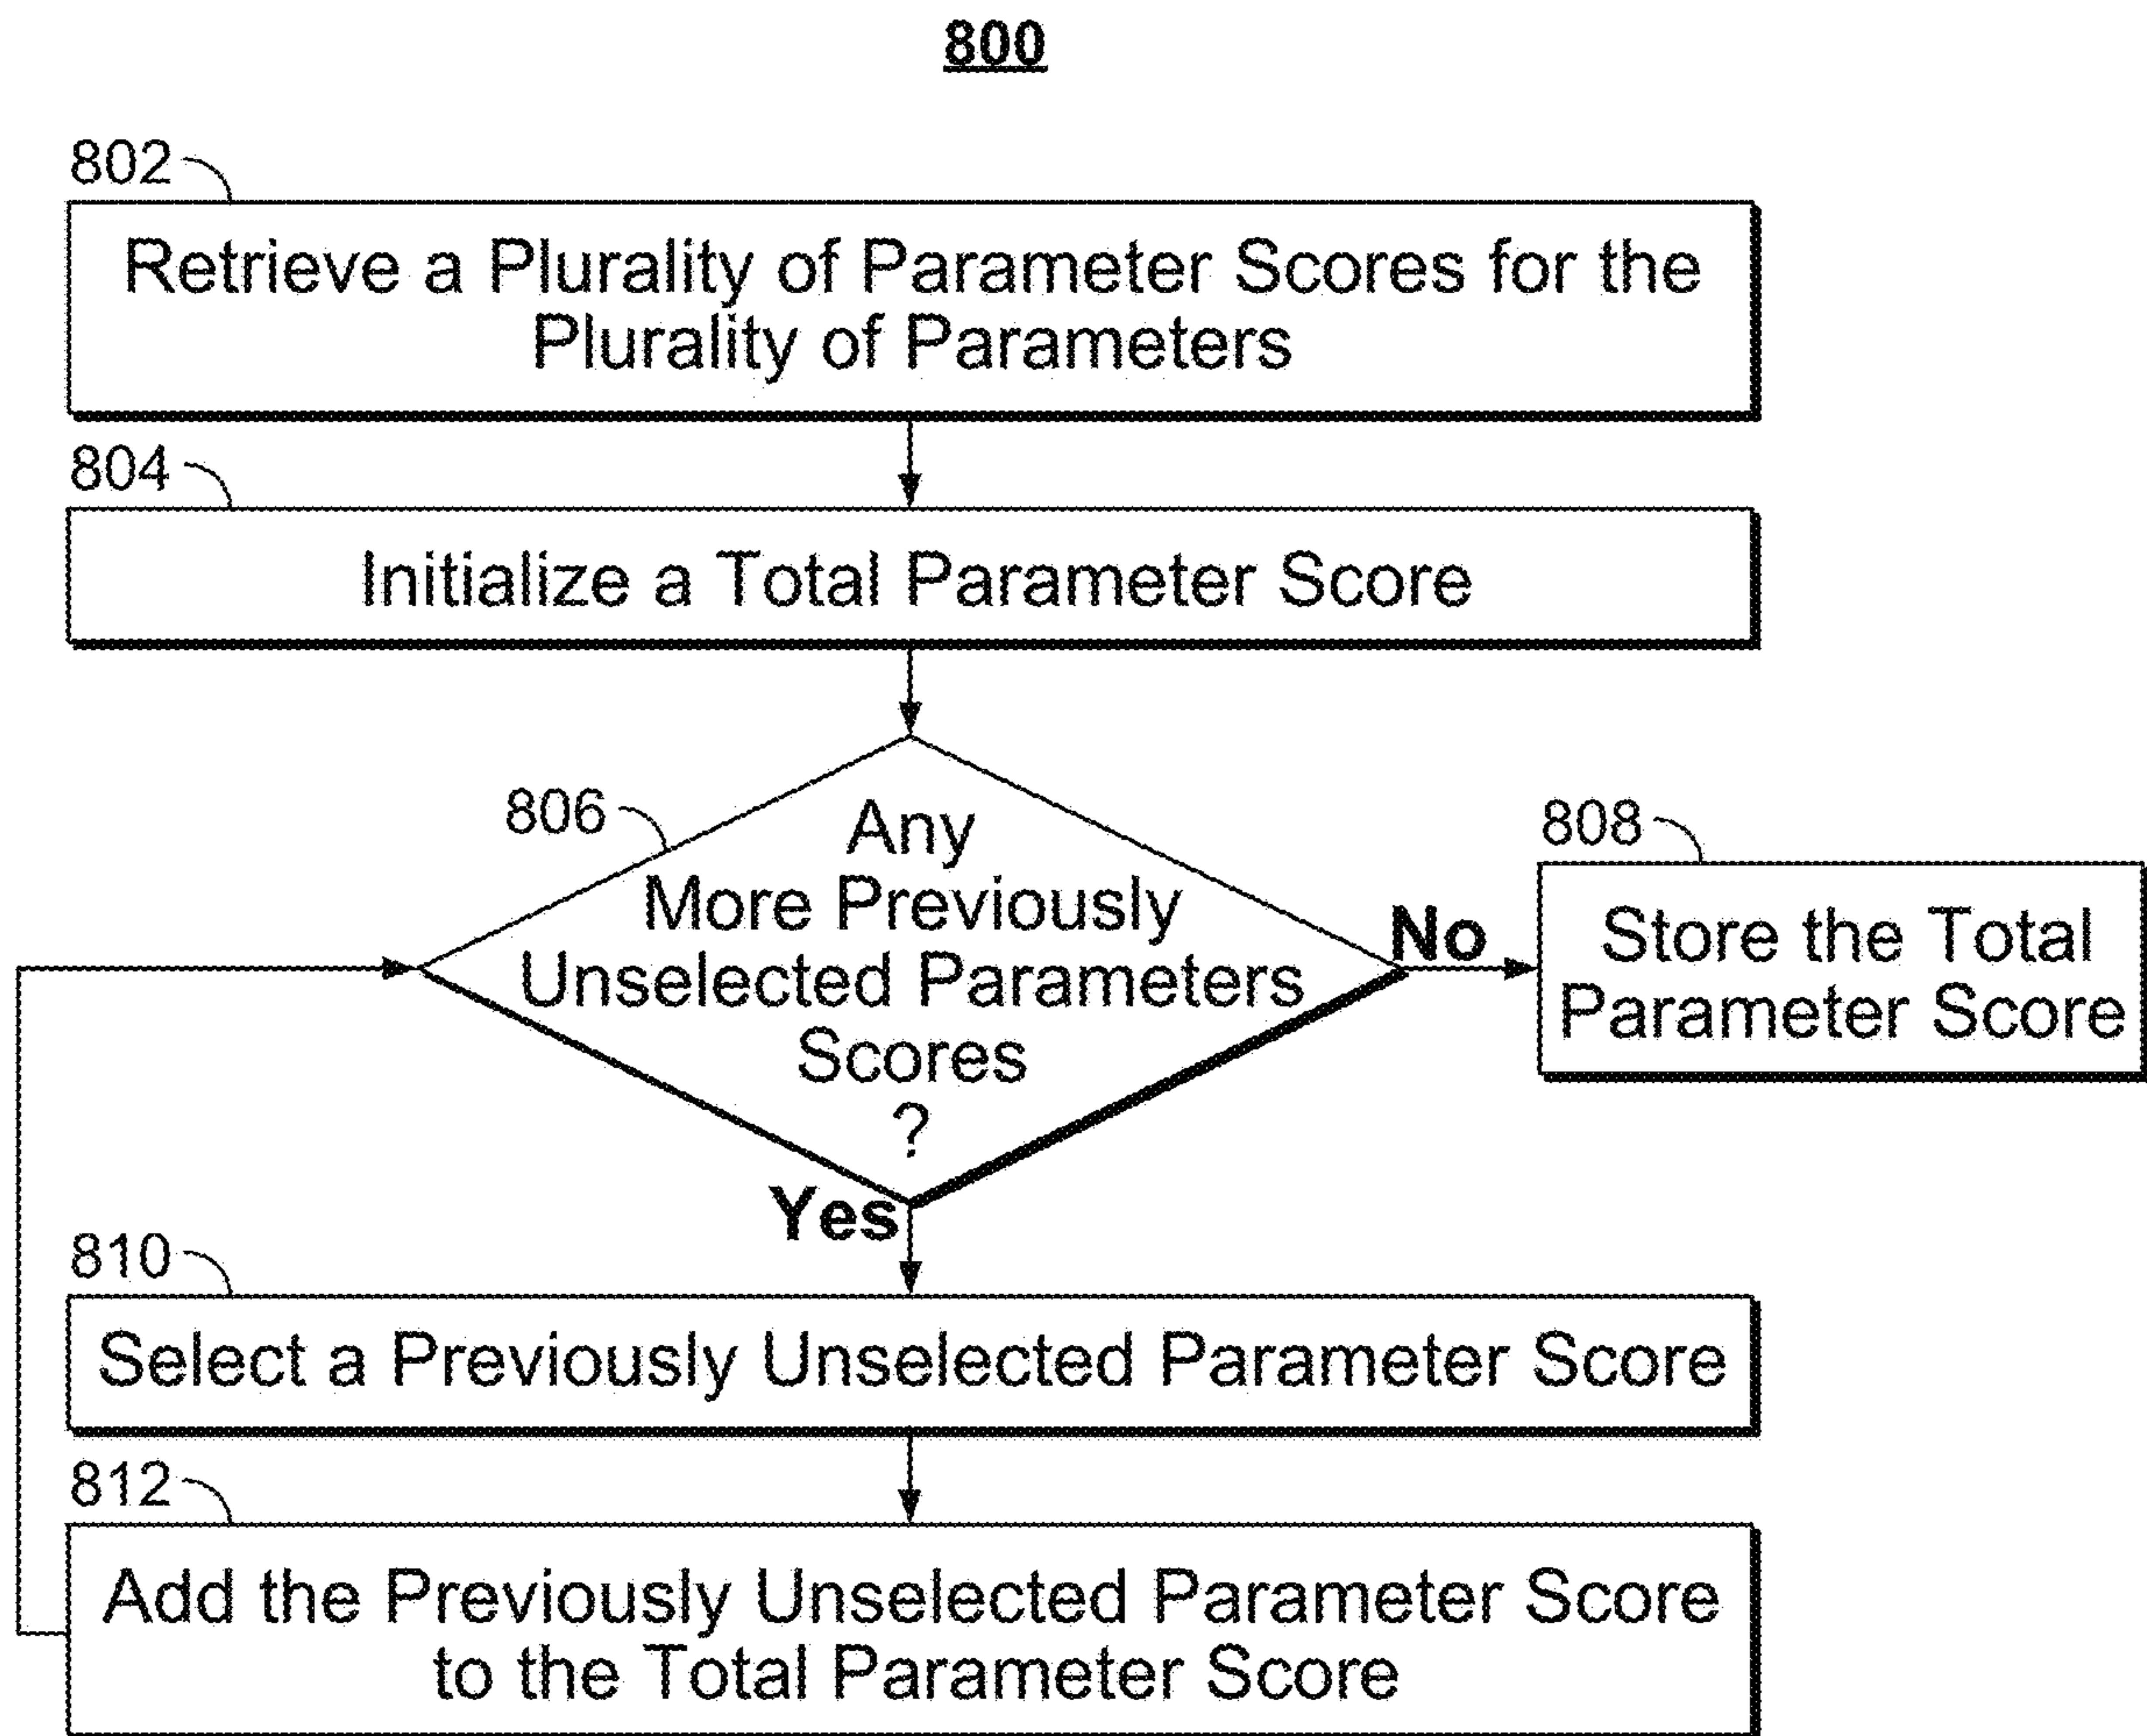 800
802
Retrieve a Plurality of Parameter Scores for the
Plurality of Parameters
804
Initialize a Total Parameter Score
806
Any
More Previously
Unselected Parameters
Scores
?
No
808
Store the Total
Parameter Score
Yes
810
Select a Previously Unselected Parameter Score
812
Add the Previously Unselected Parameter Score
to the Total Parameter Score